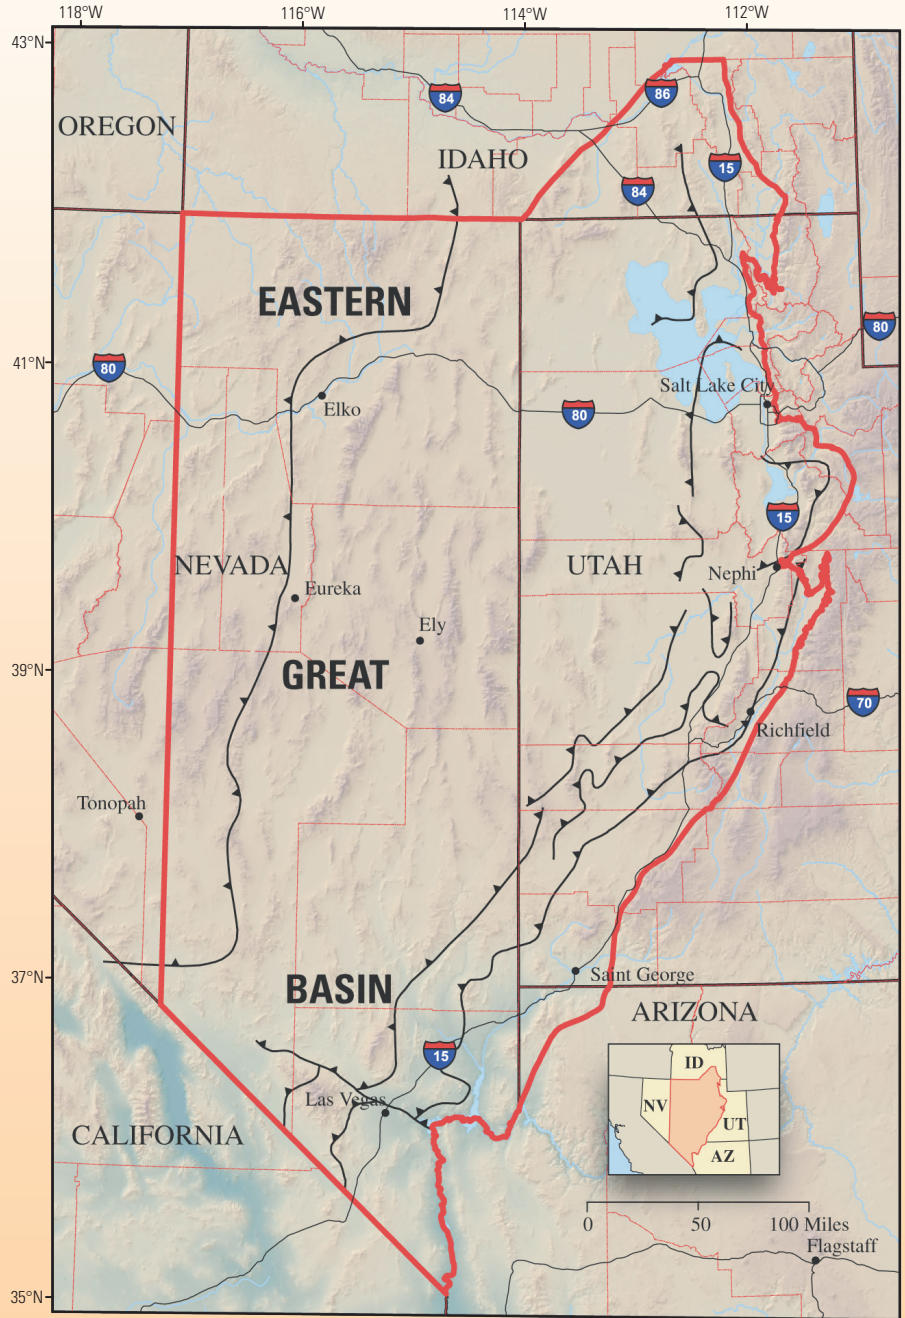 118°W
116°W
114°W
112°W
43°N
84
86
OREGON
IDAHO
15
84
EASTERN
80
41°N
80
Salt Lake City
Elko
80
15
NEVADA
UTAH
Nephi
Eureka
Ely
39°N
GREAT
70
Richfield
Tonopah
37°N
Saint George
BASIN
ARIZONA
15
ID
Las Vegas
NV
UT
CALIFORNIA
AZ
0 50 100 Miles
Flagstaff
35°N